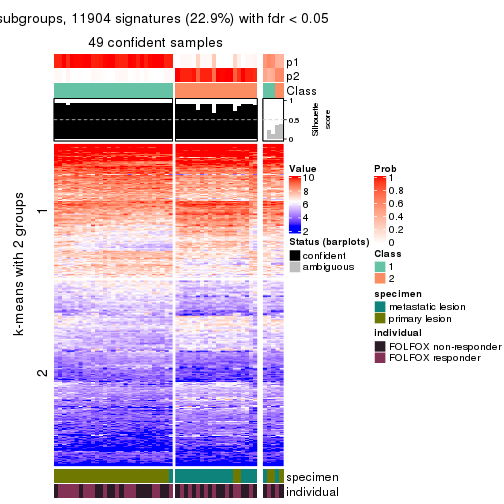 subgroups, 11904 signatures (22.9%) with fdr < 0.05
49 confident samples
p1
p2
Class
1
0.5
0
Silhouette
score
k-means with 2 groups
1
2
specimen
individual
Value
10
8
6
4
2
Status (barplots)
confident
ambiguous
Prob
1
0.8
0.6
0.4
0.2
0
Class
1
2
specimen
metastatic lesion
primary lesion
individual
FOLFOX non-responder
FOLFOX responder